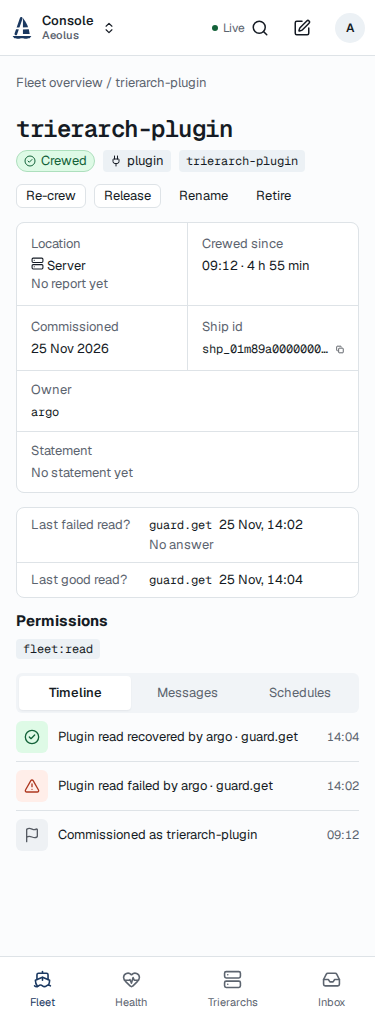 Console
Aeolus
Live
A
Fleet overview / trierarch-plugin
trierarch-plugin
Crewed
plugin
trierarch-plugin
Re-crew
Release
Rename
Retire
Location
Server
No report yet
Crewed since
09:12 · 4 h 55 min
Commissioned
25 Nov 2026
Ship id
shp_01m89a0000000…
Owner
argo
Statement
No statement yet
Last failed read?
guard.get 25 Nov, 14:02
No answer
Last good read?
guard.get 25 Nov, 14:04
Permissions
fleet:read
Timeline
Messages
Schedules
Plugin read recovered by argo · guard.get 14:04
Plugin read failed by argo · guard.get 14:02
Commissioned as trierarch-plugin 09:12
Fleet
Health
Trierarchs
Inbox